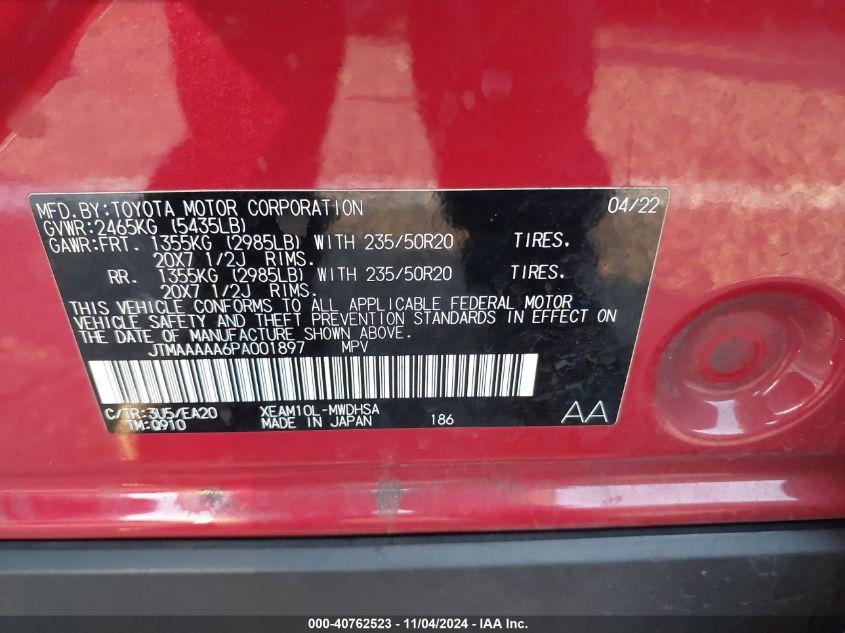 MFD.BY:TOYOTA MOTOR CORPORATION 04/22
GVWR:2465KG (5435LB)
GAWR:FRT. 1355KG (2985LB) WITH 235/50R20 TIRES.
20X7 1/2J RIMS.
RR. 1355KG (2985LB) WITH 235/50R20 TIRES.
20X7 1/2J RIMS.
THIS VEHICLE CONFORMS TO ALL APPLICABLE FEDERAL MOTOR
VEHICLE SAFETY AND THEFT PREVENTION STANDARDS IN EFFECT ON
THE DATE OF MANUFACTURE SHOWN ABOVE.
JTMAAAAA6PA001897 MPV
C/TR:3U5/EA20 XEAM10L-MWDHSA 186 AA
TM:0910 MADE IN JAPAN
000-40762523 - 11/04/2024 - IAA Inc.